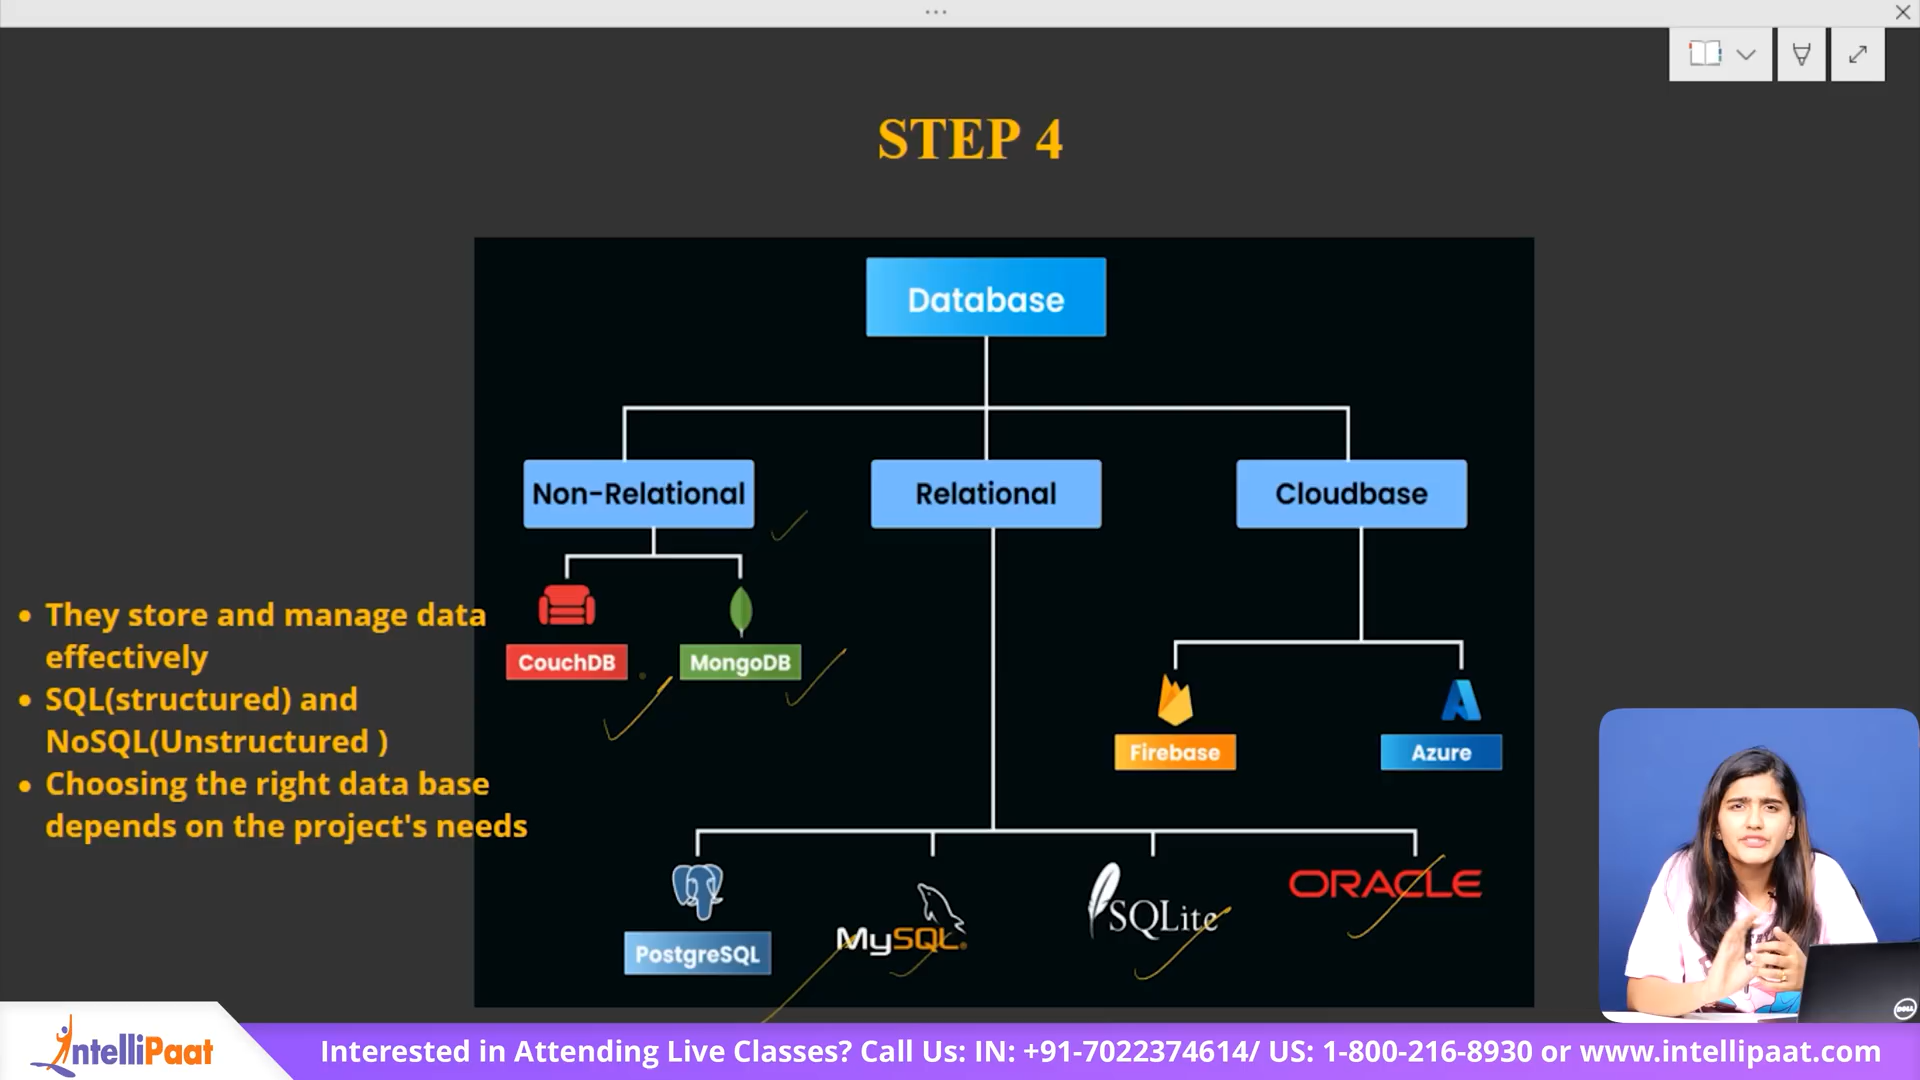 ...
STEP 4
Database
Non-Relational
Relational
Cloudbase
CouchDB
MongoDB
Firebase
Azure
PostgreSQL
MySQL
SQLite
ORACLE
• They store and manage data
effectively
• SQL(structured) and
NoSQL(Unstructured )
• Choosing the right data base
depends on the project's needs
DELL
IntelliPaat
Interested in Attending Live Classes? Call Us: IN: +91-7022374614/ US: 1-800-216-8930 or www.intellipaat.com